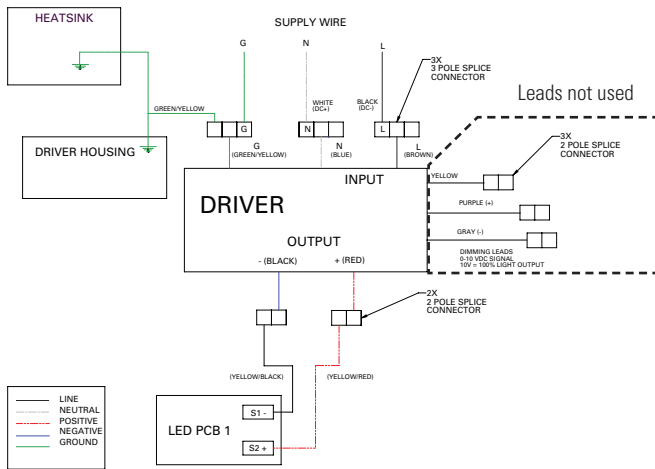 HEATSINK
SUPPLY WIRE
G
N
L
3X
3 POLE SPLICE
CONNECTOR
WHITE
(DC+)
BLACK
(DC-)
Leads not used
GREEN/YELLOW
G
N
L
3X
2 POLE SPLICE
CONNECTOR
DRIVER HOUSING
G
(GREEN/YELLOW)
N
(BLUE)
L
(BROWN)
INPUT
YELLOW
DRIVER
PURPLE (+)
GRAY (-)
OUTPUT
- (BLACK)
+ (RED)
DIMMING LEADS
0-10 VDC SIGNAL
10V = 100% LIGHT OUTPUT
2X
2 POLE SPLICE
CONNECTOR
(YELLOW/BLACK)
(YELLOW/RED)
LINE
NEUTRAL
POSITIVE
NEGATIVE
GROUND
S1 -
LED PCB 1
S2 +